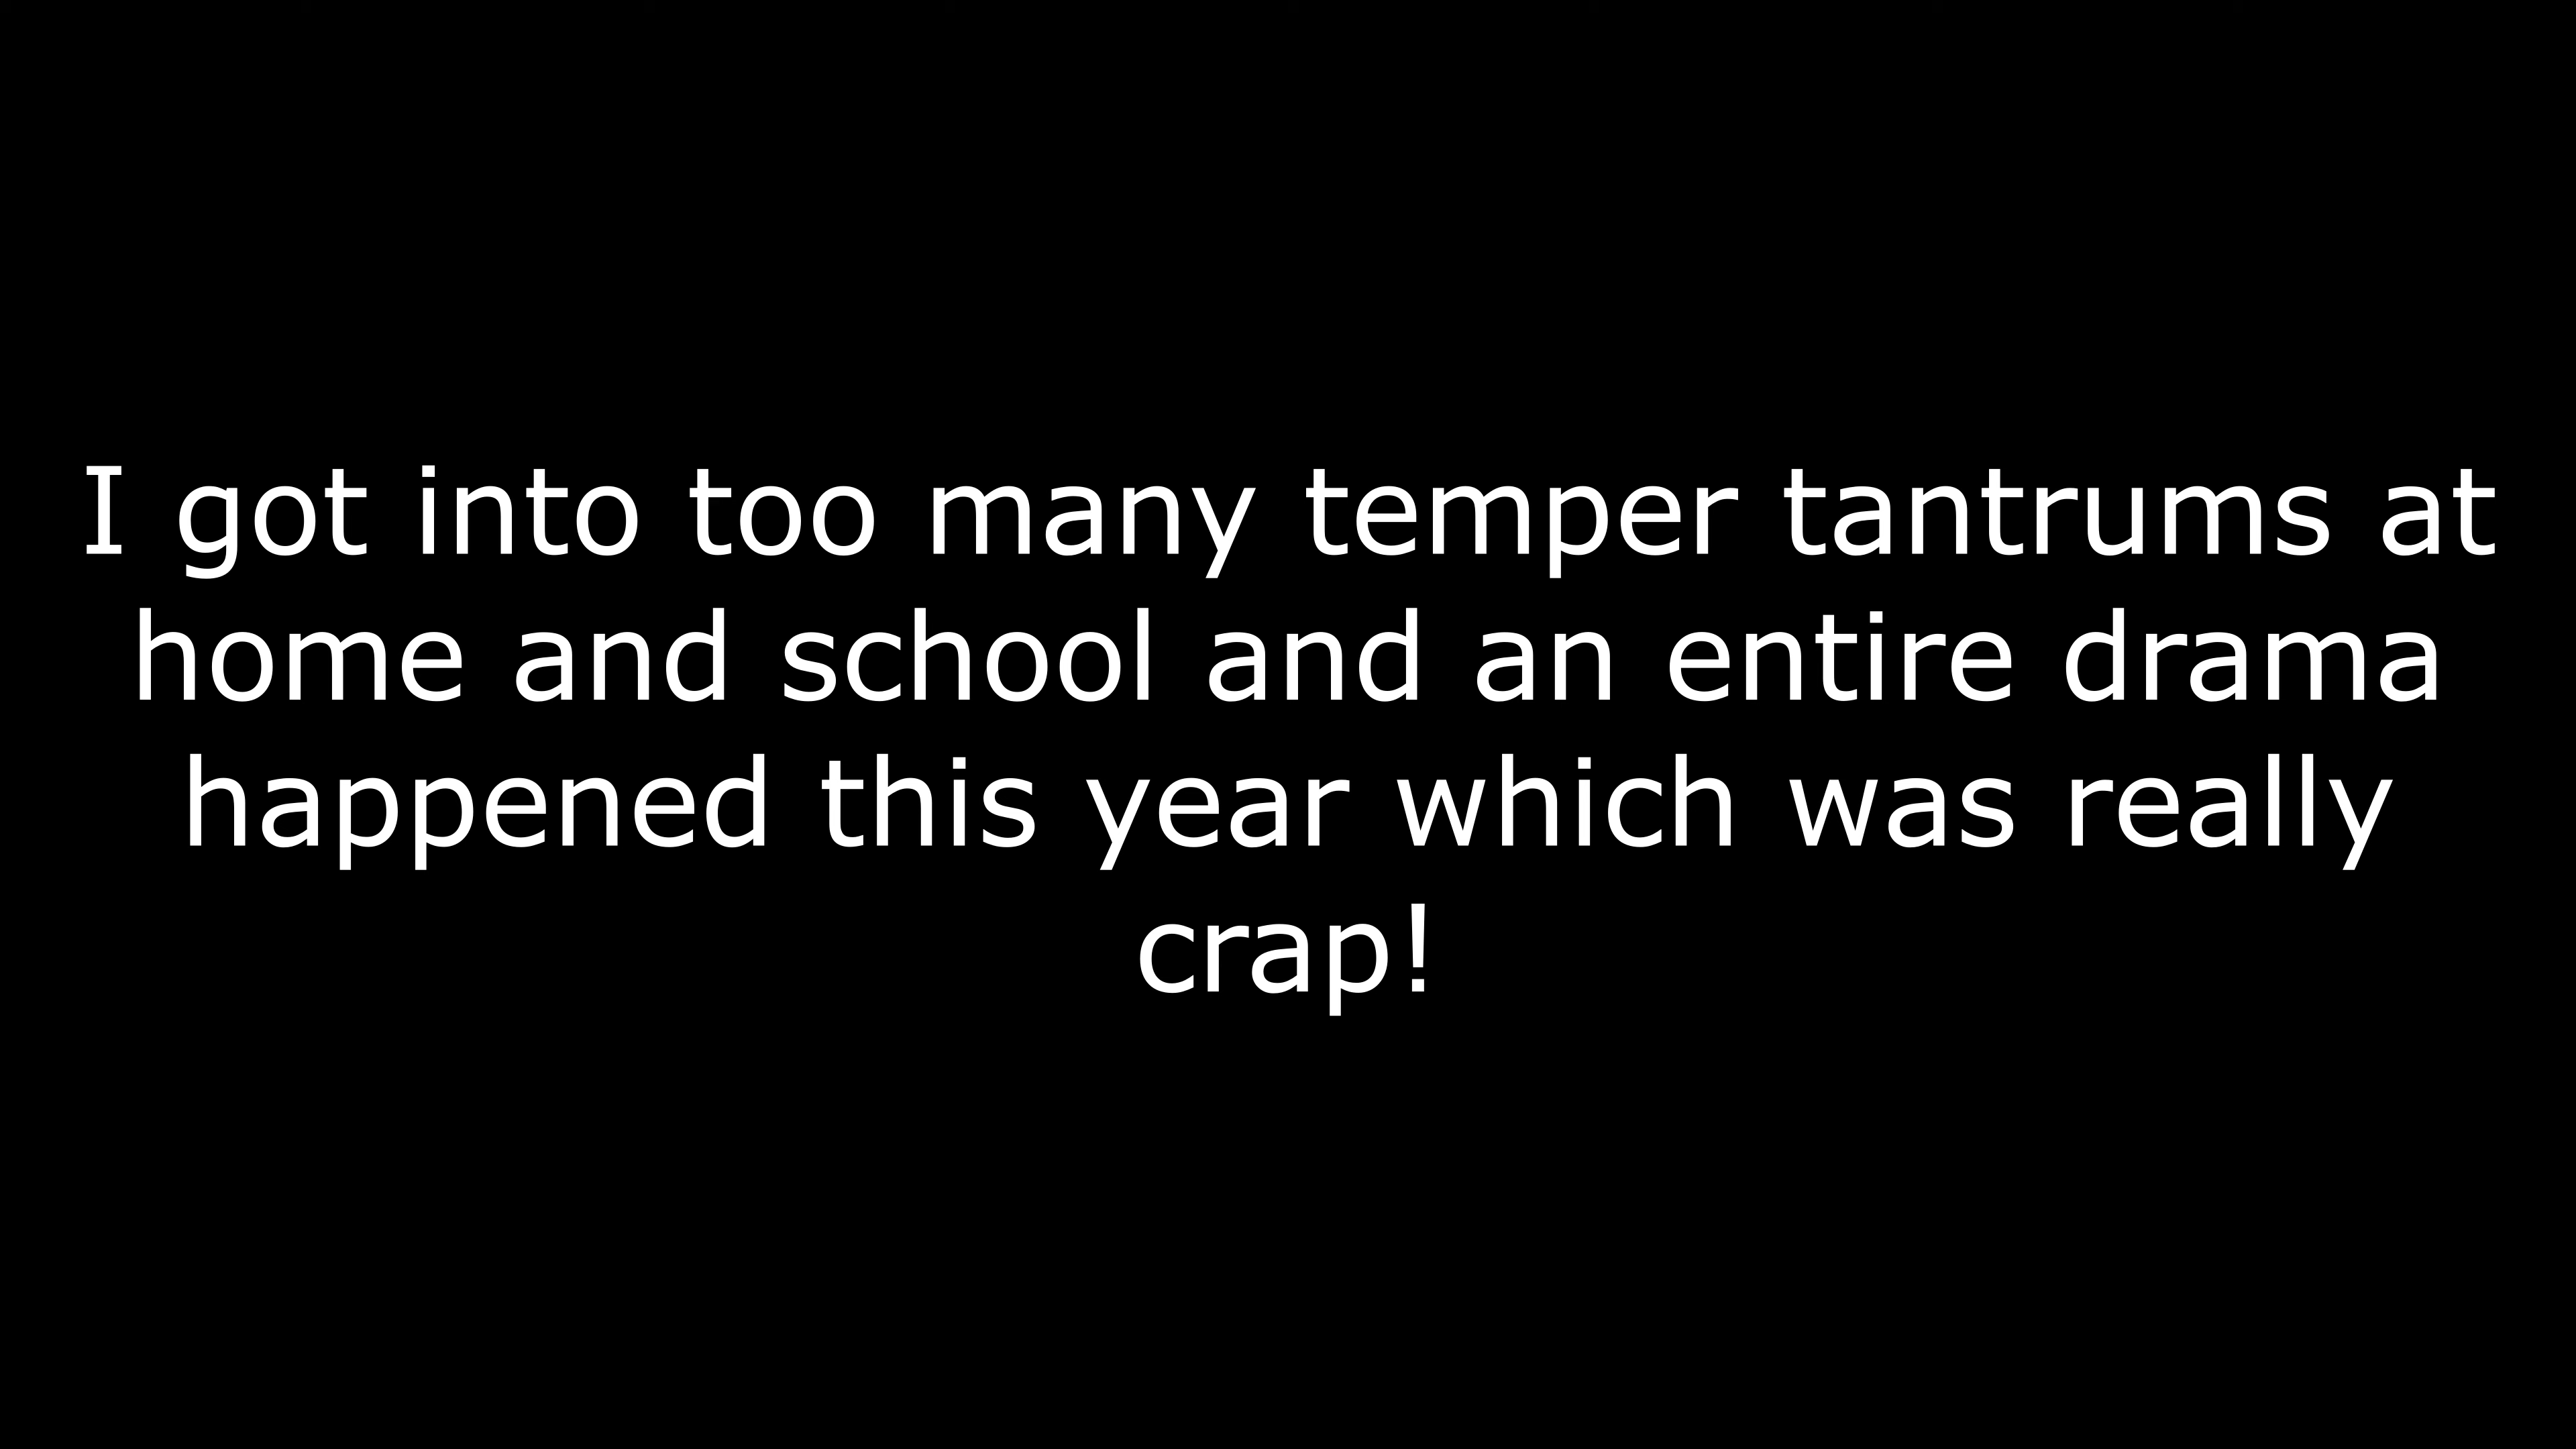 I got into too many temper tantrums at
home and school and an entire drama
happened this year which was really
crap!